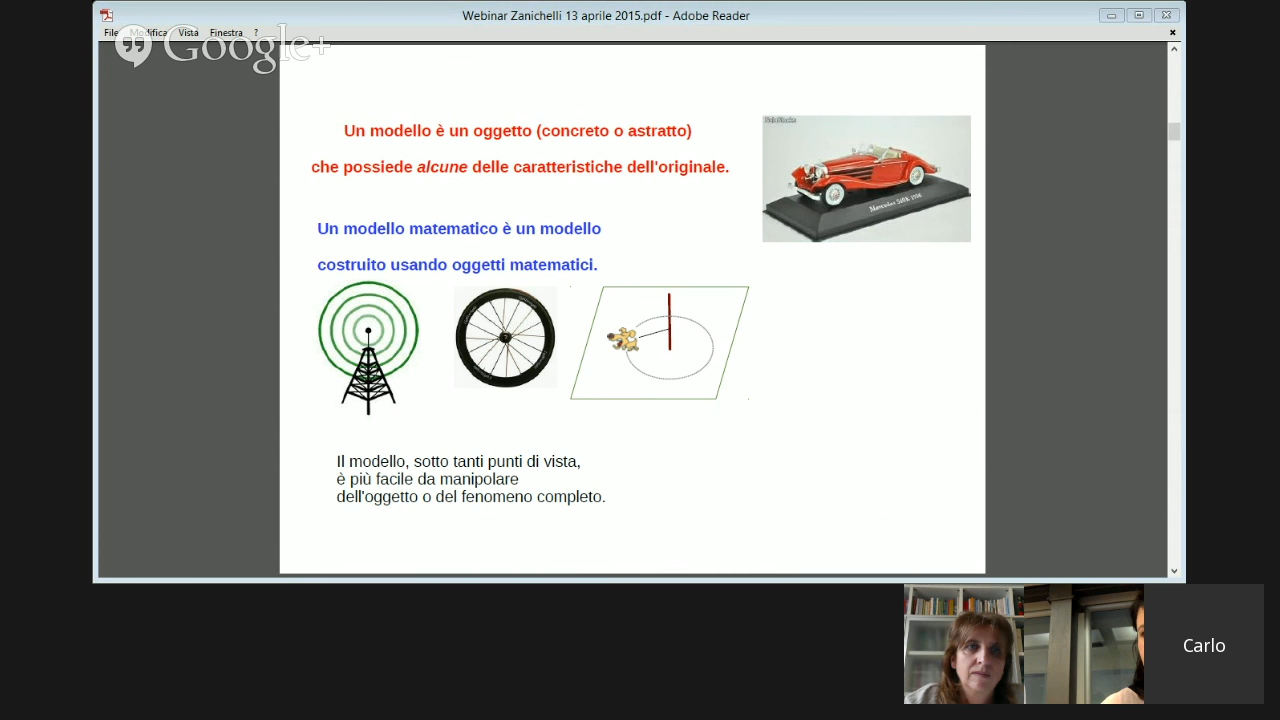 Webinar Zanichelli 13 aprile 2015.pdf - Adobe Reader
File Modifica Vista Finestra ?
Google+
Un modello è un oggetto (concreto o astratto)
che possiede alcune delle caratteristiche dell'originale.
Un modello matematico è un modello
costruito usando oggetti matematici.
Il modello, sotto tanti punti di vista,
è più facile da manipolare
dell'oggetto o del fenomeno completo.
Carlo